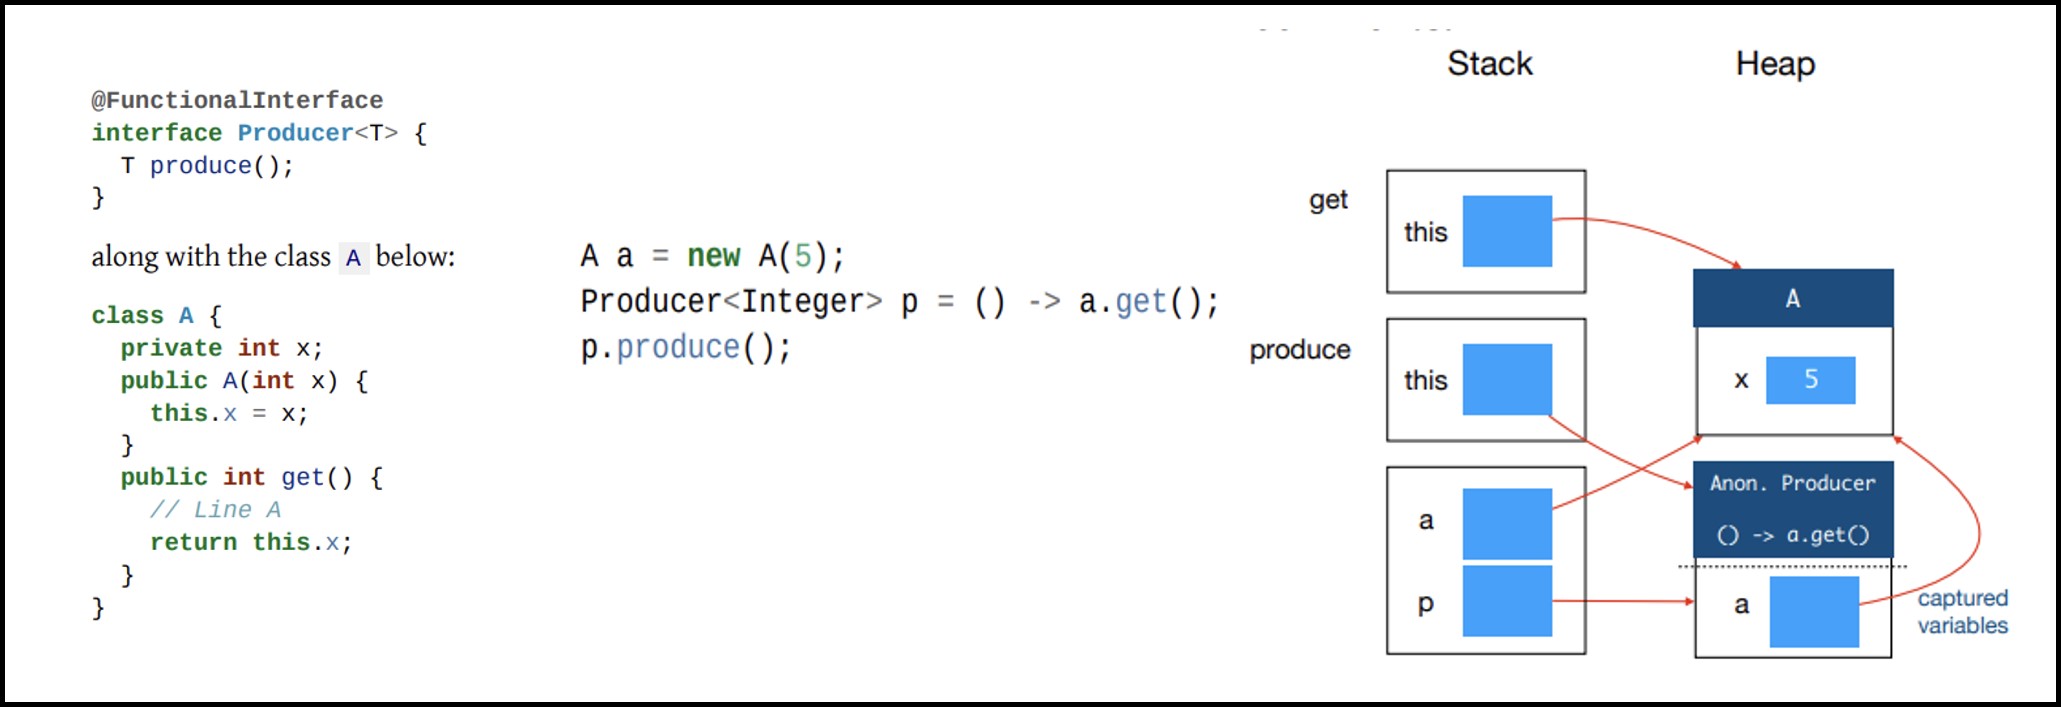 @FunctionalInterface
interface Producer<T> {
  T produce();
}
along with the class A below:
class A {
  private int x;
  public A(int x) {
    this.x = x;
  }
  public int get() {
    // Line A
    return this.x;
  }
}
A a = new A(5);
Producer<Integer> p = () -> a.get();
p.produce();
Stack
Heap
get
this
produce
this
a
p
A
x 5
Anon. Producer
() -> a.get()
a
captured
variables